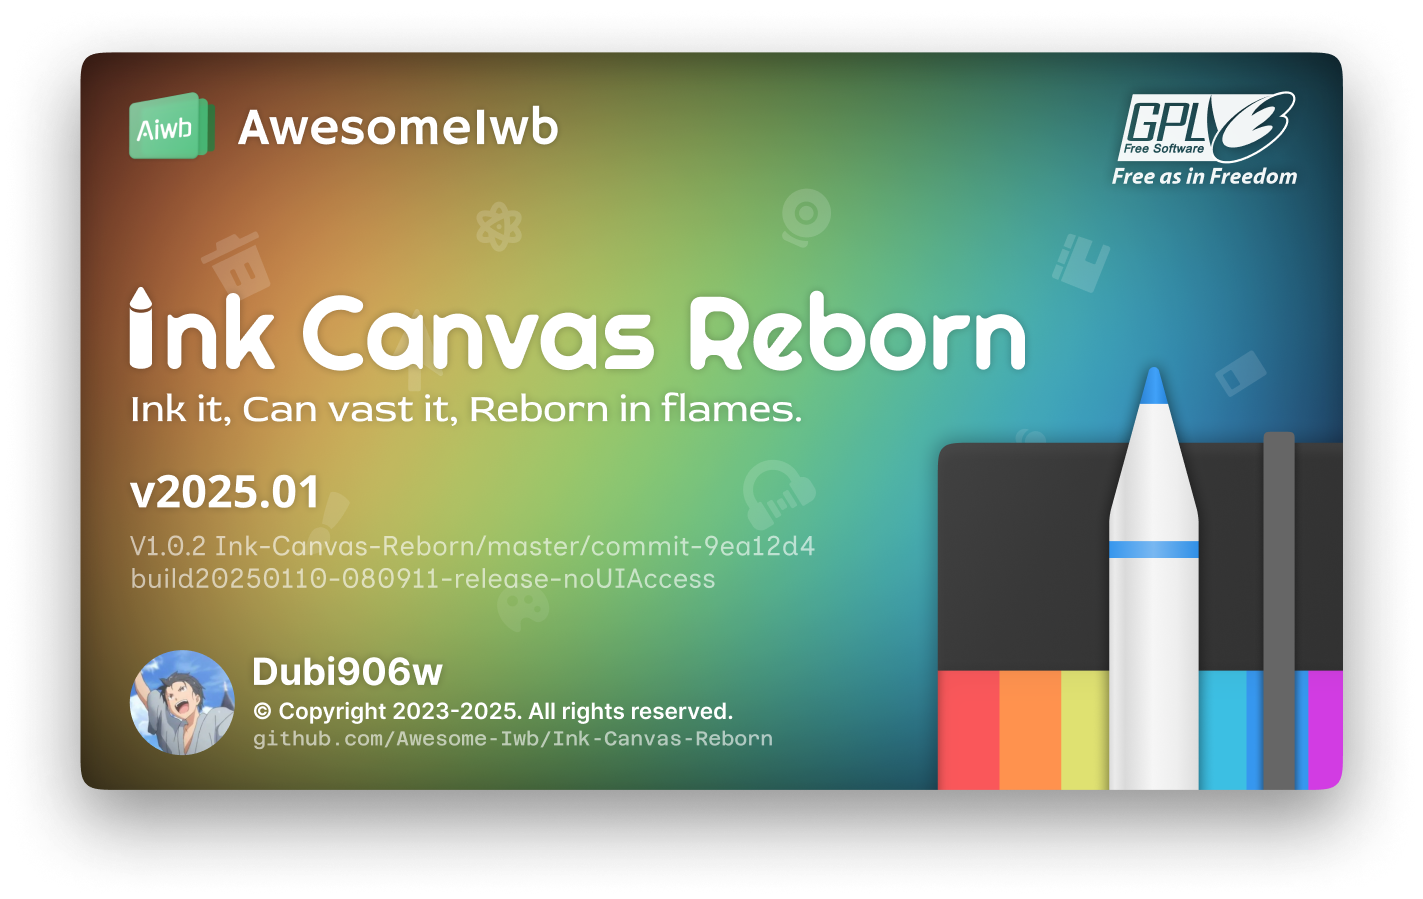 Aiwb
AwesomeIwb
GPL v3
Free Software
Free as in Freedom
Ink Canvas Reborn
Ink it, Can vast it, Reborn in flames.
v2025.01
V1.0.2 Ink-Canvas-Reborn/master/commit-9ea12d4
build20250110-080911-release-noUIAccess
Dubi906w
© Copyright 2023-2025. All rights reserved.
github.com/Awesome-Iwb/Ink-Canvas-Reborn